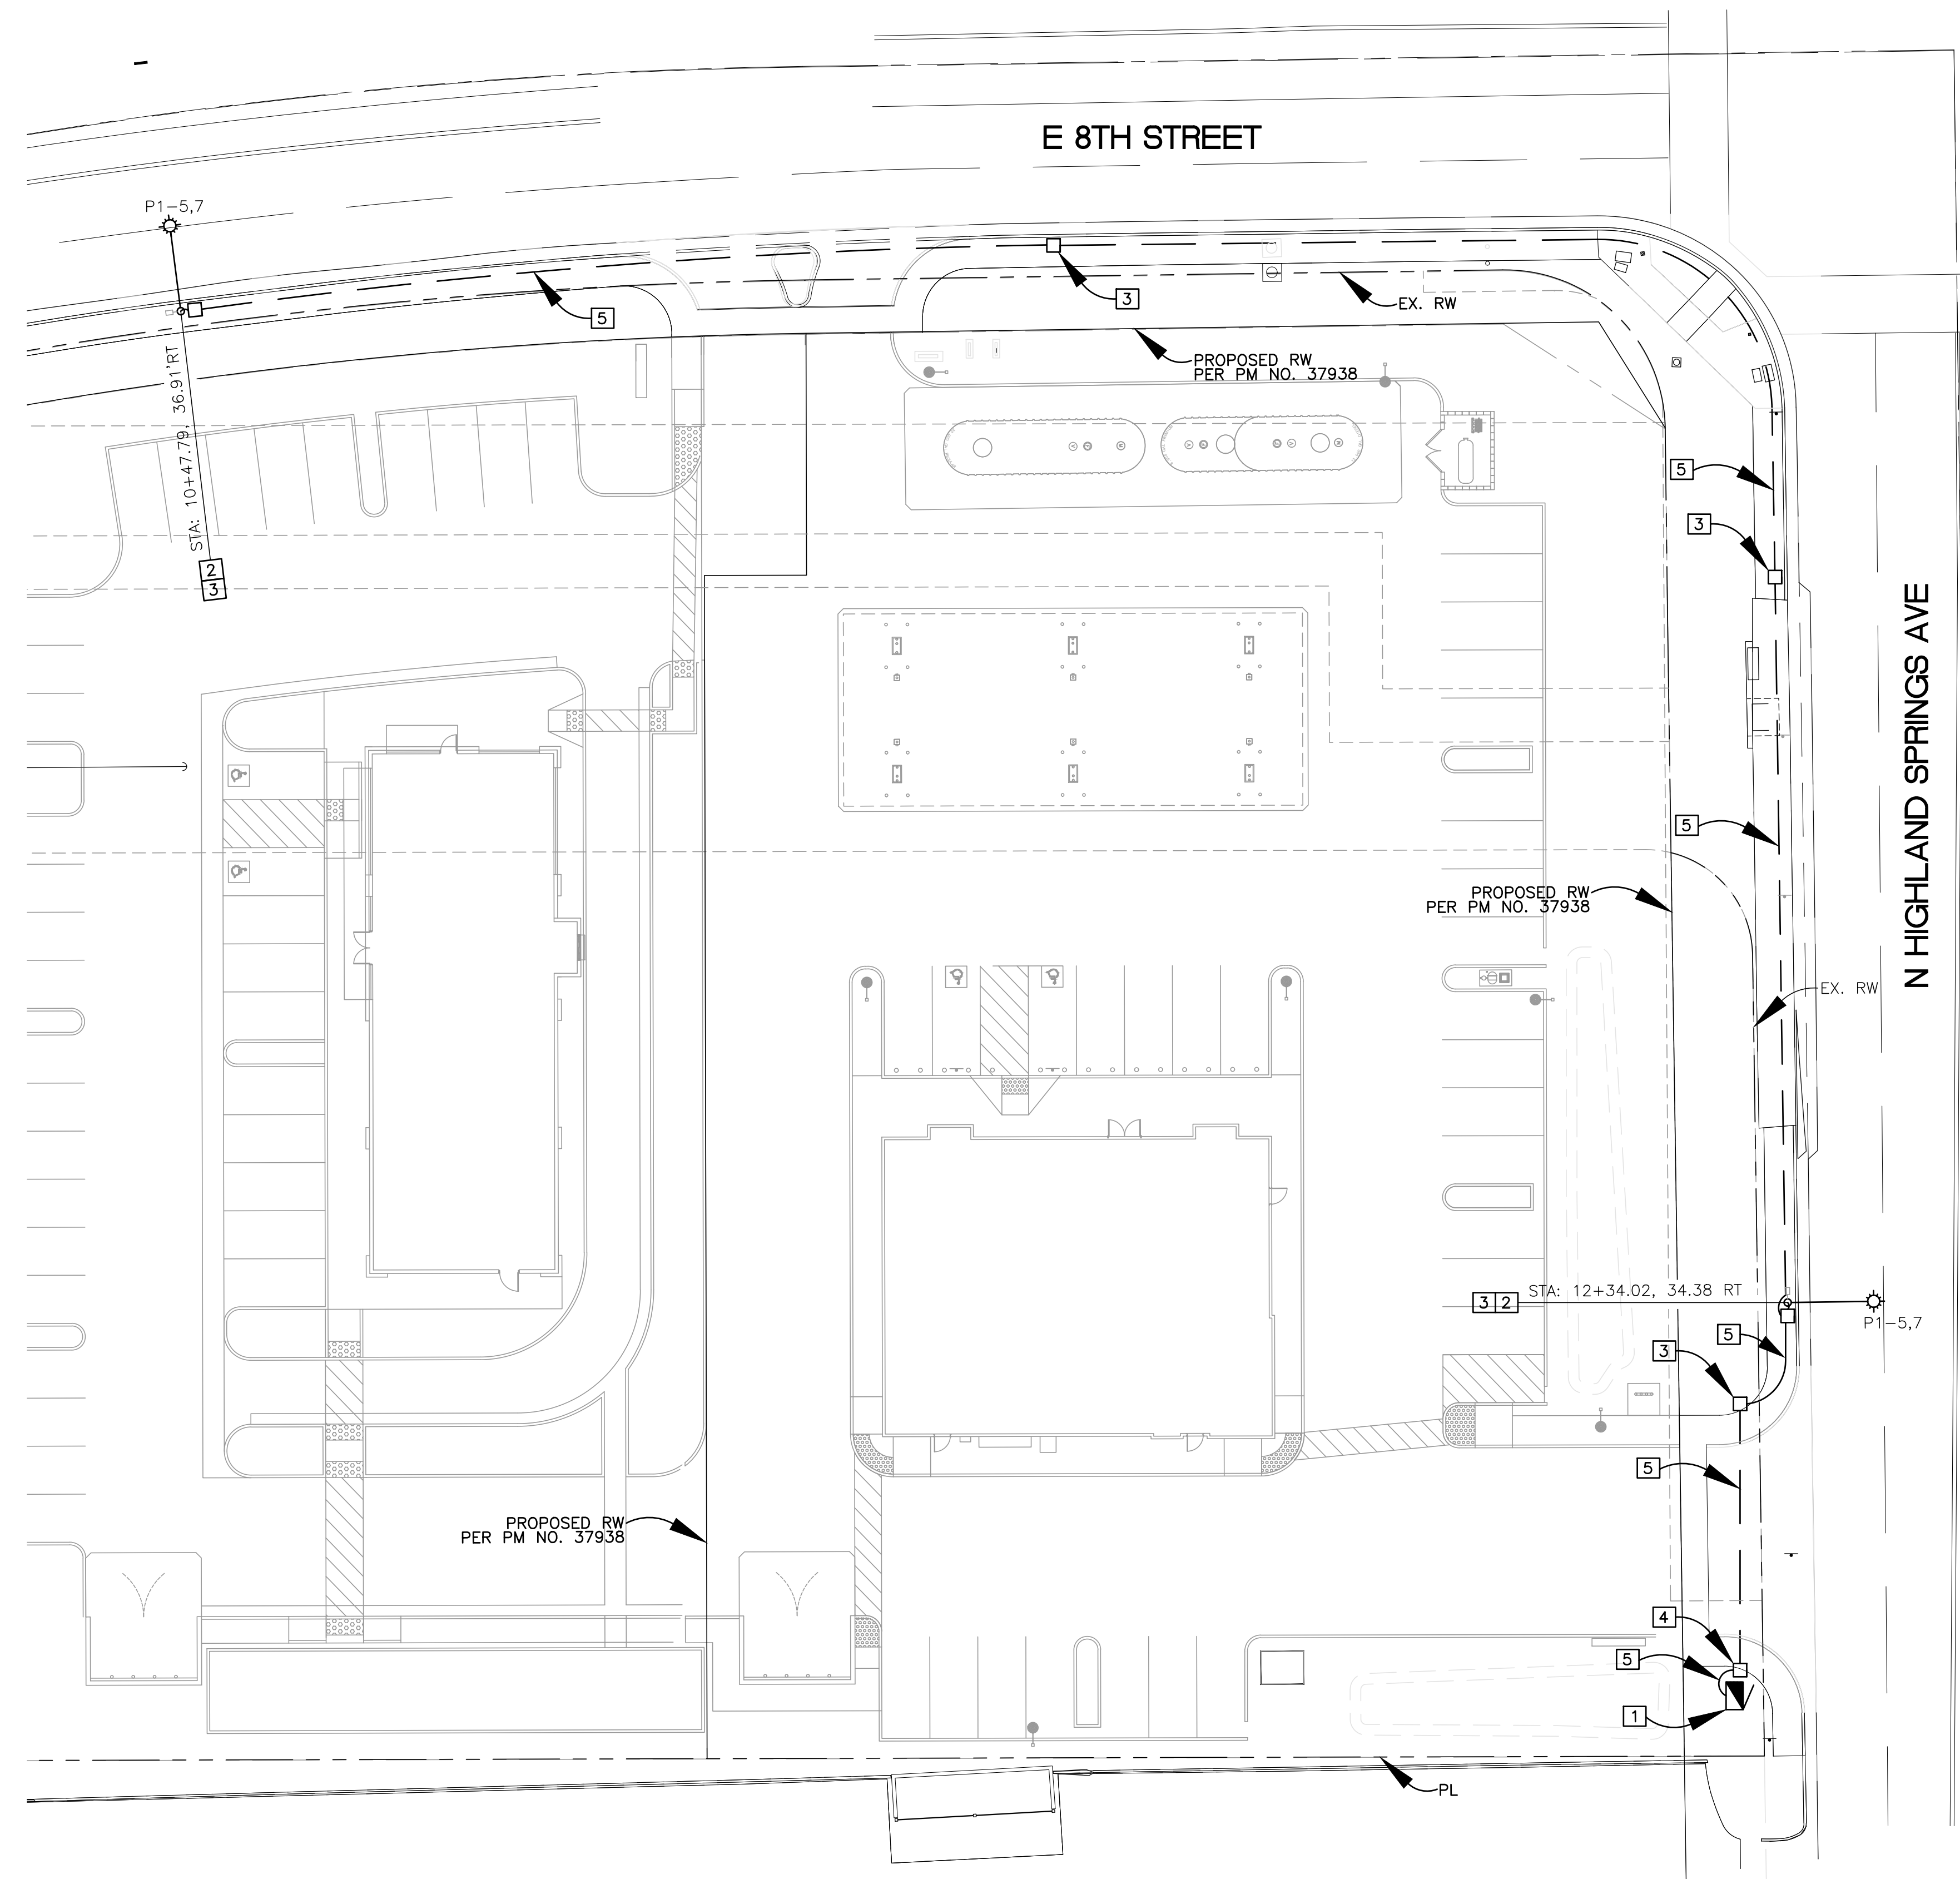 E 8TH STREET
P1-5,7
5
3
EX. RW
PROPOSED RW
PER PM NO. 37938
STA: 10+47.79, 36.91'RT
2
3
5
3
N HIGHLAND SPRINGS AVE
5
PROPOSED RW
PER PM NO. 37938
EX. RW
3 2
STA: 12+34.02, 34.38 RT
P1-5,7
5
3
5
PROPOSED RW
PER PM NO. 37938
4
5
1
PL